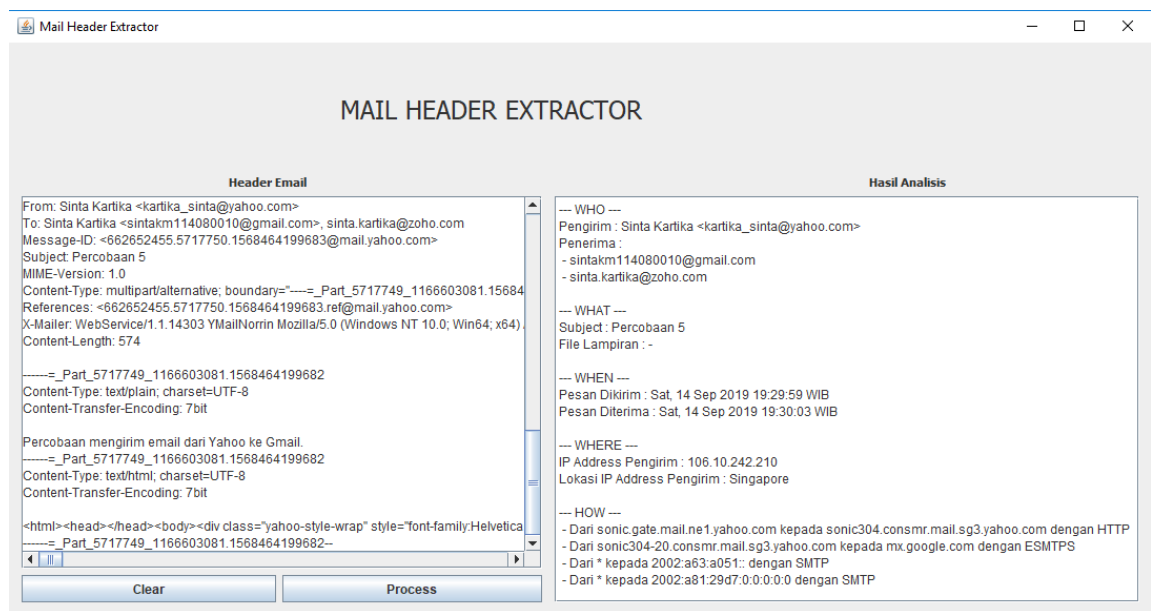 Mail Header Extractor
MAIL HEADER EXTRACTOR
Header Email
From: Sinta Kartika <kartika_sinta@yahoo.com>
To: Sinta Kartika <sintakm114080010@gmail.com>, sinta.kartika@zoho.com
Message-ID: <662652455.5717750.1568464199683@mail.yahoo.com>
Subject: Percobaan 5
MIME-Version: 1.0
Content-Type: multipart/alternative; boundary="----=_Part_5717749_1166603081.15684
References: <662652455.5717750.1568464199683.ref@mail.yahoo.com>
X-Mailer: WebService/1.1.14303 YMailNorrin Mozilla/5.0 (Windows NT 10.0; Win64; x64)
Content-Length: 574
------=_Part_5717749_1166603081.1568464199682
Content-Type: text/plain; charset=UTF-8
Content-Transfer-Encoding: 7bit
Percobaan mengirim email dari Yahoo ke Gmail.
------=_Part_5717749_1166603081.1568464199682
Content-Type: text/html; charset=UTF-8
Content-Transfer-Encoding: 7bit
<html><head></head><body><div class="yahoo-style-wrap" style="font-family:Helvetica
------=_Part_5717749_1166603081.1568464199682--
Clear
Process
Hasil Analisis
--- WHO ---
Pengirim : Sinta Kartika <kartika_sinta@yahoo.com>
Penerima :
- sintakm114080010@gmail.com
- sinta.kartika@zoho.com
--- WHAT ---
Subject : Percobaan 5
File Lampiran : -
--- WHEN ---
Pesan Dikirim : Sat, 14 Sep 2019 19:29:59 WIB
Pesan Diterima : Sat, 14 Sep 2019 19:30:03 WIB
--- WHERE ---
IP Address Pengirim : 106.10.242.210
Lokasi IP Address Pengirim : Singapore
--- HOW ---
- Dari sonic.gate.mail.ne1.yahoo.com kepada sonic304.consmr.mail.sg3.yahoo.com dengan HTTP
- Dari sonic304-20.consmr.mail.sg3.yahoo.com kepada mx.google.com dengan ESMTPS
- Dari * kepada 2002:a63:a051:: dengan SMTP
- Dari * kepada 2002:a81:29d7:0:0:0:0:0 dengan SMTP